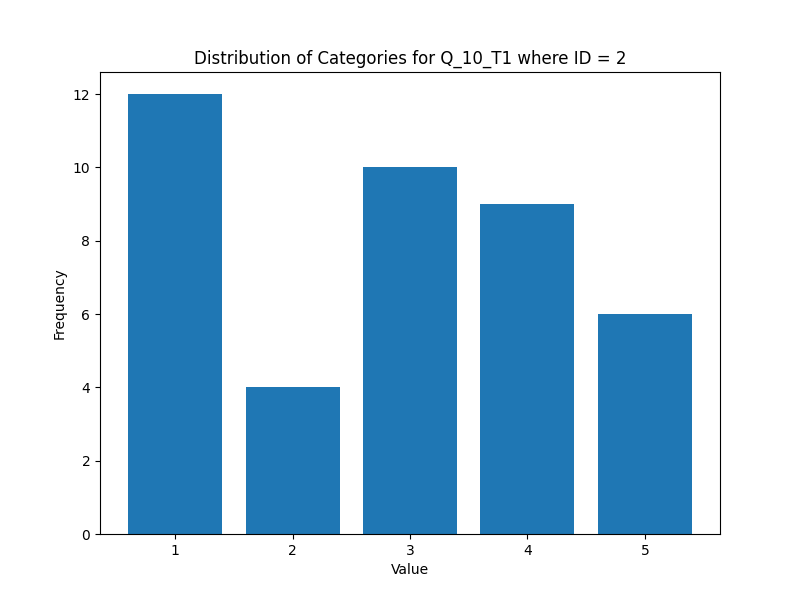 Distribution of Categories for Q_10_T1 where ID = 2
12
10
8
6
4
2
0
Frequency
1 2 3 4 5
Value